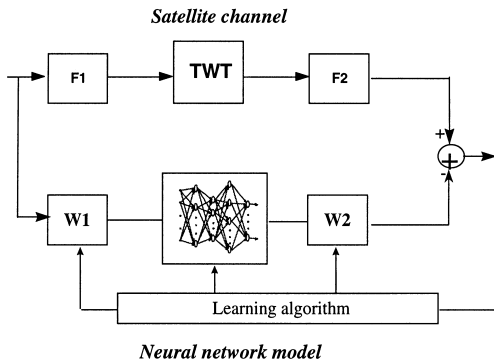 Satellite channel
F1
TWT
F2
+
+
-
W1
W2
Learning algorithm
Neural network model